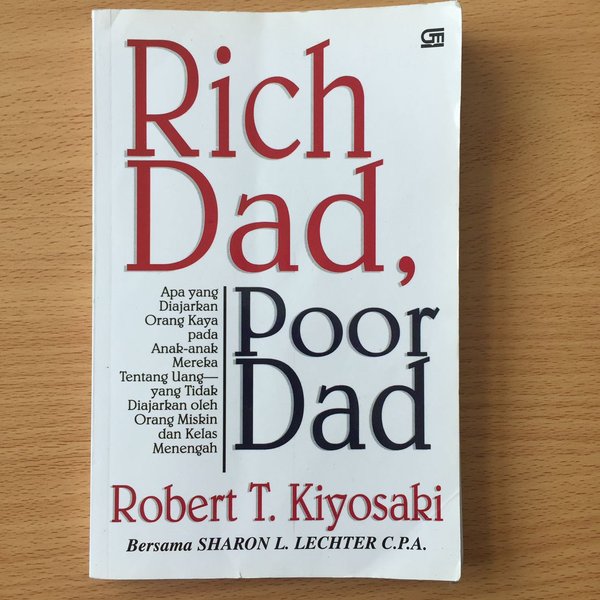 Rich
Dad,
Poor
Dad
Apa yang
Diajarkan
Orang Kaya
pada
Anak-anak
Mereka
Tentang Uang—
yang Tidak
Diajarkan oleh
Orang Miskin
dan Kelas
Menengah
Robert T. Kiyosaki
Bersama SHARON L. LECHTER C.P.A.